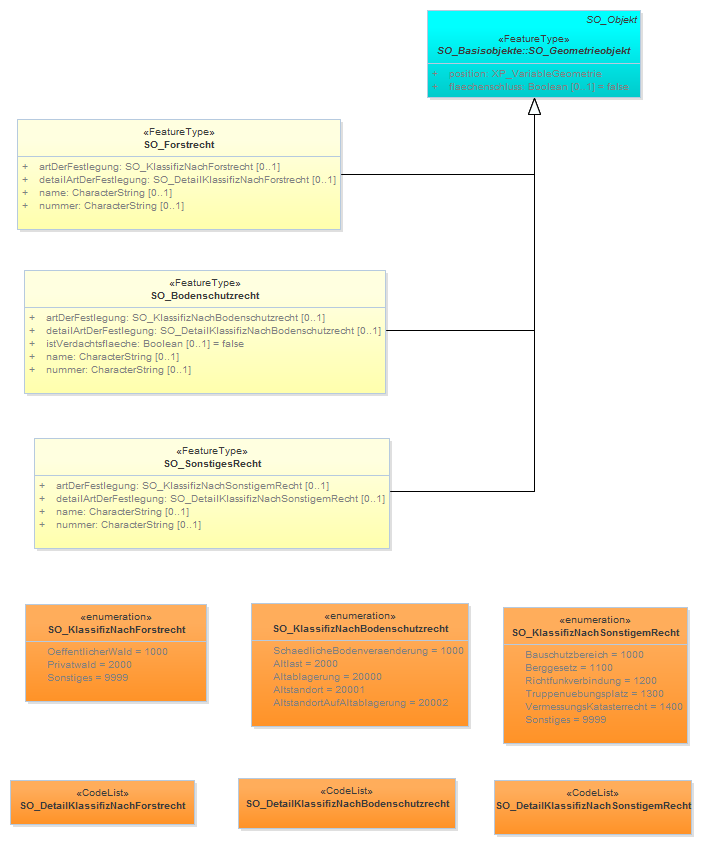 SO_Objekt
«FeatureType»
SO_Basisobjekte::SO_Geometrieobjekt
+ position: XP_VariableGeometrie
+ flaechenschluss: Boolean [0..1] = false
«FeatureType»
SO_Forstrecht
+ artDerFestlegung: SO_KlassifizNachForstrecht [0..1]
+ detailArtDerFestlegung: SO_DetailKlassifizNachForstrecht [0..1]
+ name: CharacterString [0..1]
+ nummer: CharacterString [0..1]
«FeatureType»
SO_Bodenschutzrecht
+ artDerFestlegung: SO_KlassifizNachBodenschutzrecht [0..1]
+ detailArtDerFestlegung: SO_DetailKlassifizNachBodenschutzrecht [0..1]
+ istVerdachtsflaeche: Boolean [0..1] = false
+ name: CharacterString [0..1]
+ nummer: CharacterString [0..1]
«FeatureType»
SO_SonstigesRecht
+ artDerFestlegung: SO_KlassifizNachSonstigemRecht [0..1]
+ detailArtDerFestlegung: SO_DetailKlassifizNachSonstigemRecht [0..1]
+ name: CharacterString [0..1]
+ nummer: CharacterString [0..1]
«enumeration»
SO_KlassifizNachForstrecht
OeffentlicherWald = 1000
Privatwald = 2000
Sonstiges = 9999
«enumeration»
SO_KlassifizNachBodenschutzrecht
SchaedlicheBodenveraenderung = 1000
Altlast = 2000
Altablagerung = 20000
Altstandort = 20001
AltstandortAufAltablagerung = 20002
«enumeration»
SO_KlassifizNachSonstigemRecht
Bauschutzbereich = 1000
Berggesetz = 1100
Richtfunkverbindung = 1200
Truppenuebungsplatz = 1300
VermessungsKatasterrecht = 1400
Sonstiges = 9999
«CodeList»
SO_DetailKlassifizNachForstrecht
«CodeList»
SO_DetailKlassifizNachBodenschutzrecht
«CodeList»
SO_DetailKlassifizNachSonstigemRecht